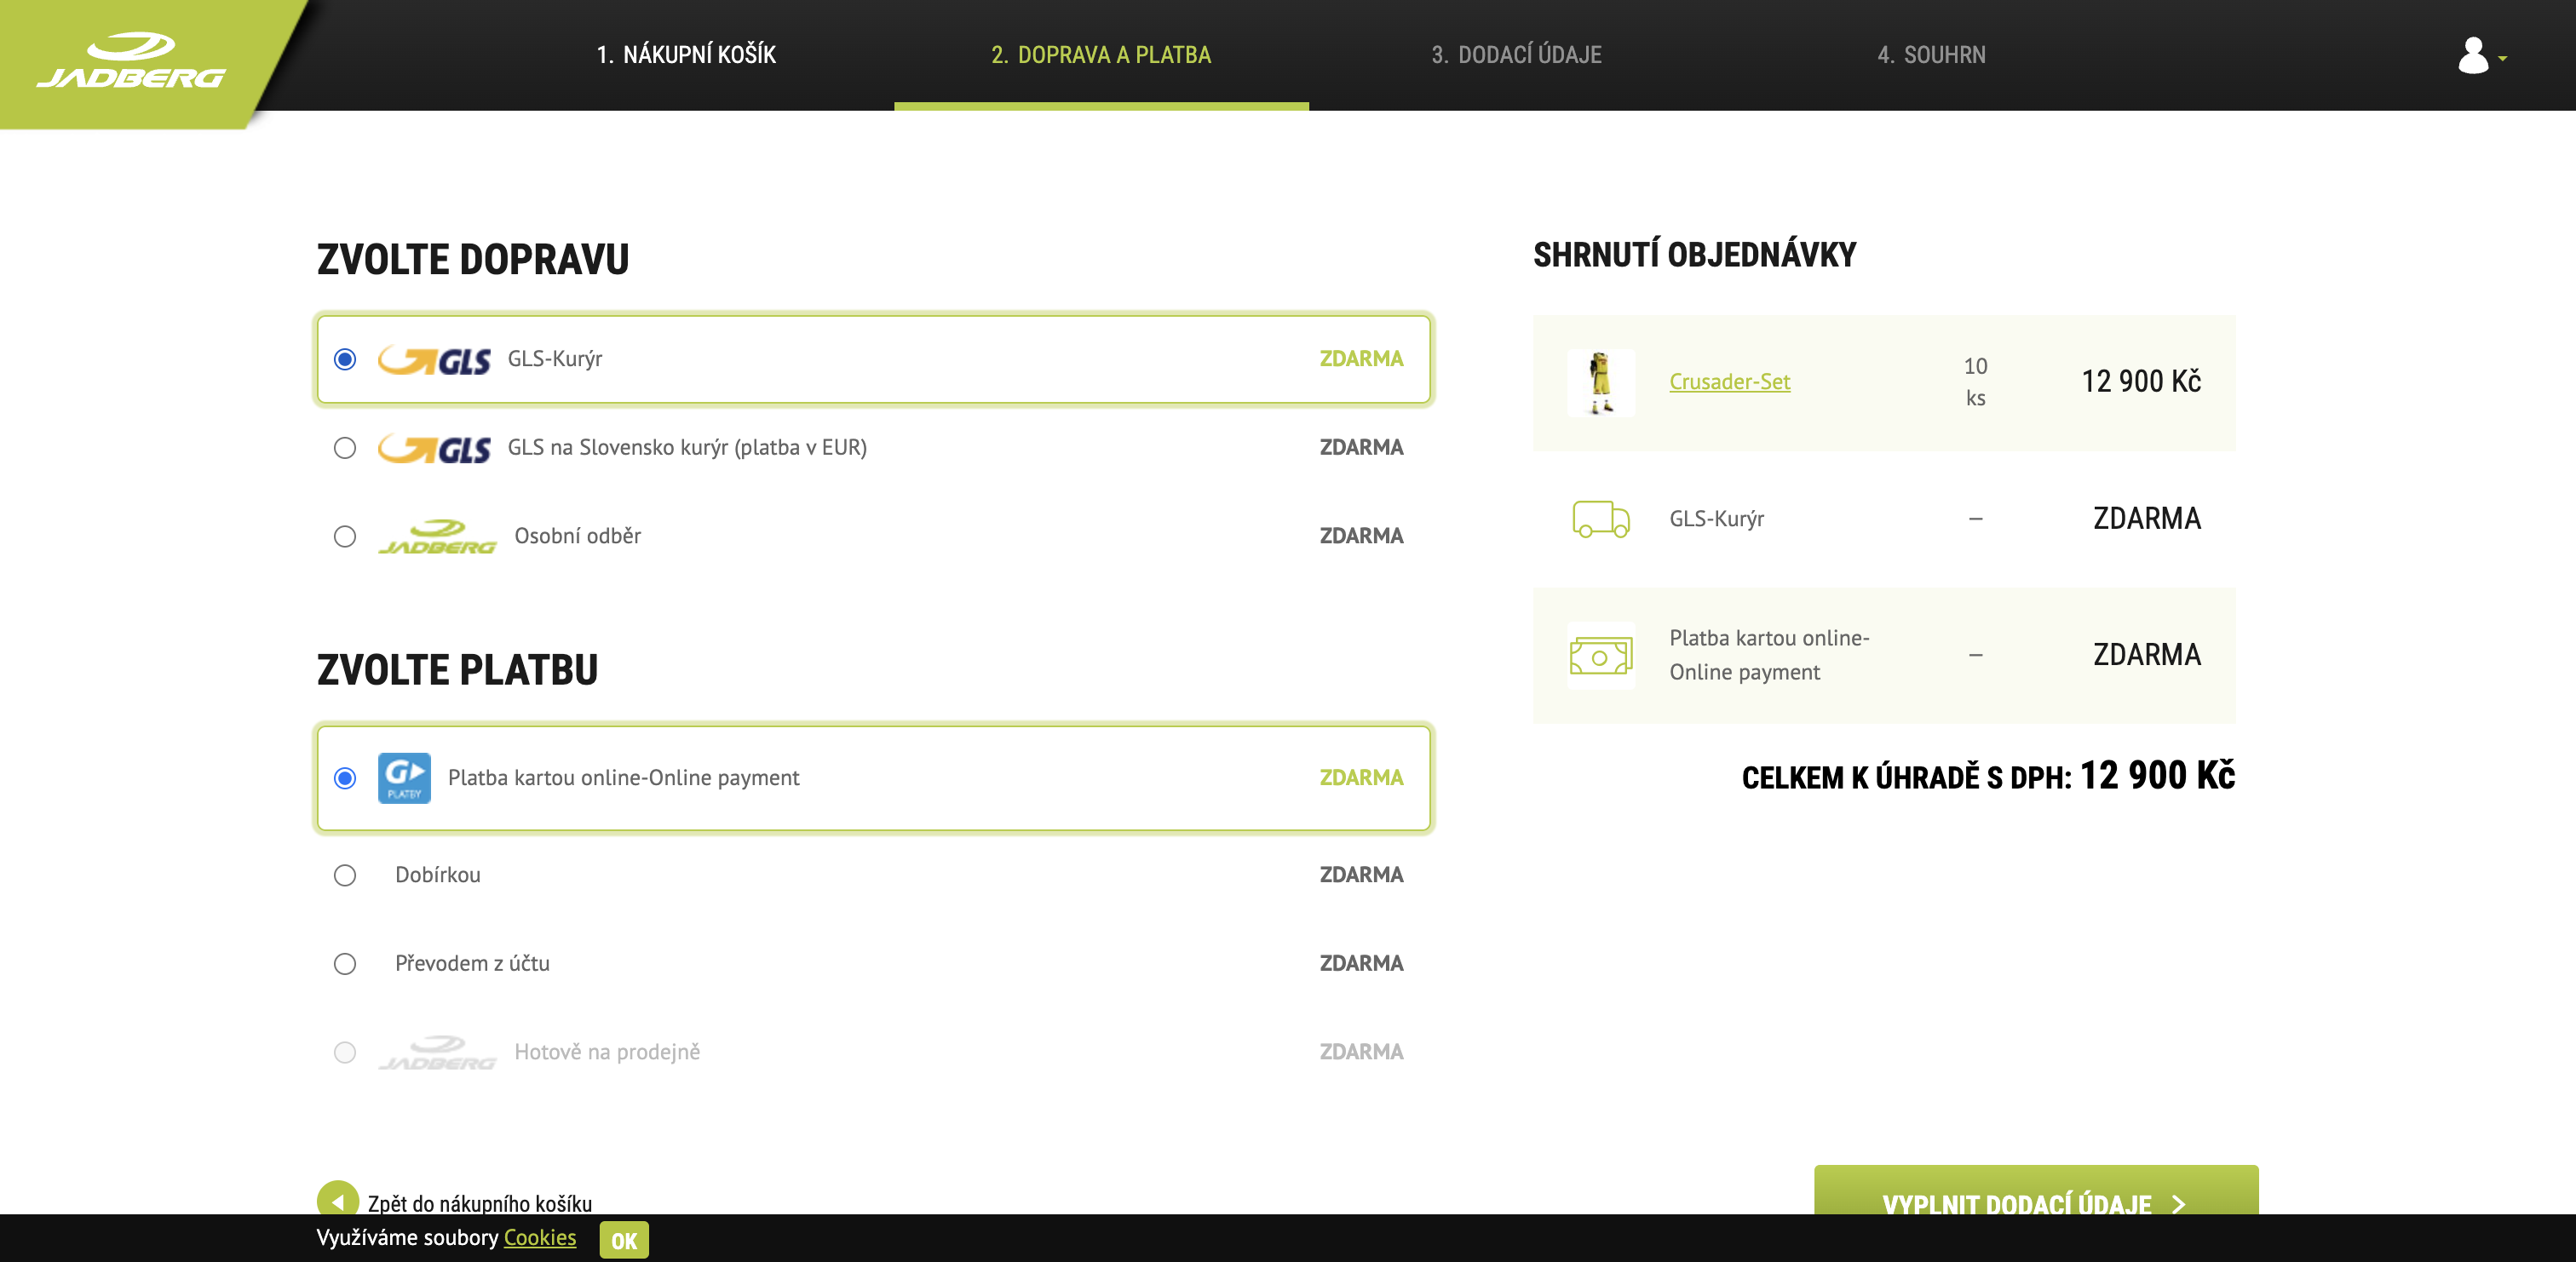 JADBERG
1. NÁKUPNÍ KOŠÍK
2. DOPRAVA A PLATBA
3. DODACÍ ÚDAJE
4. SOUHRN
ZVOLTE DOPRAVU
GLS GLS-Kurýr ZDARMA
GLS GLS na Slovensko kurýr (platba v EUR) ZDARMA
JADBERG Osobní odběr ZDARMA
ZVOLTE PLATBU
G PLATBY Platba kartou online-Online payment ZDARMA
Dobírkou ZDARMA
Převodem z účtu ZDARMA
JADBERG Hotově na prodejně ZDARMA
SHRNUTÍ OBJEDNÁVKY
Crusader-Set 10 ks 12 900 Kč
GLS-Kurýr – ZDARMA
Platba kartou online-
Online payment – ZDARMA
CELKEM K ÚHRADĚ S DPH: 12 900 Kč
Zpět do nákupního košíku
VYPLNIT DODACÍ ÚDAJE
Využíváme soubory Cookies OK